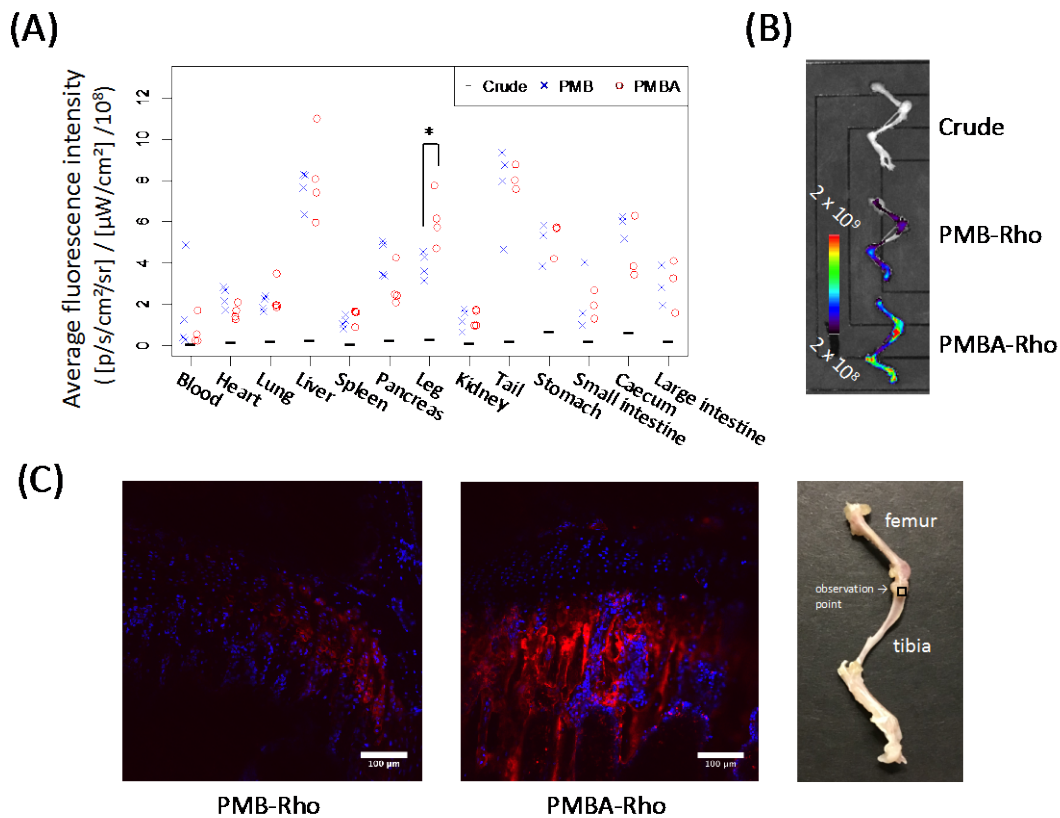 (A)
(B)
Average fluorescence intensity
([p/s/cm²/sr] / [µW/cm²] /10⁸)
Crude PMB PMBA
*
12
10
8
6
4
2
0
Blood
Heart
Lung
Liver
Spleen
Pancreas
Leg
Kidney
Tail
Stomach
Small intestine
Caecum
Large intestine
Crude
2 x 10⁹
PMB-Rho
PMBA-Rho
2 x 10⁸
(C)
100 µm
100 µm
femur
observation →
point
tibia
PMB-Rho
PMBA-Rho